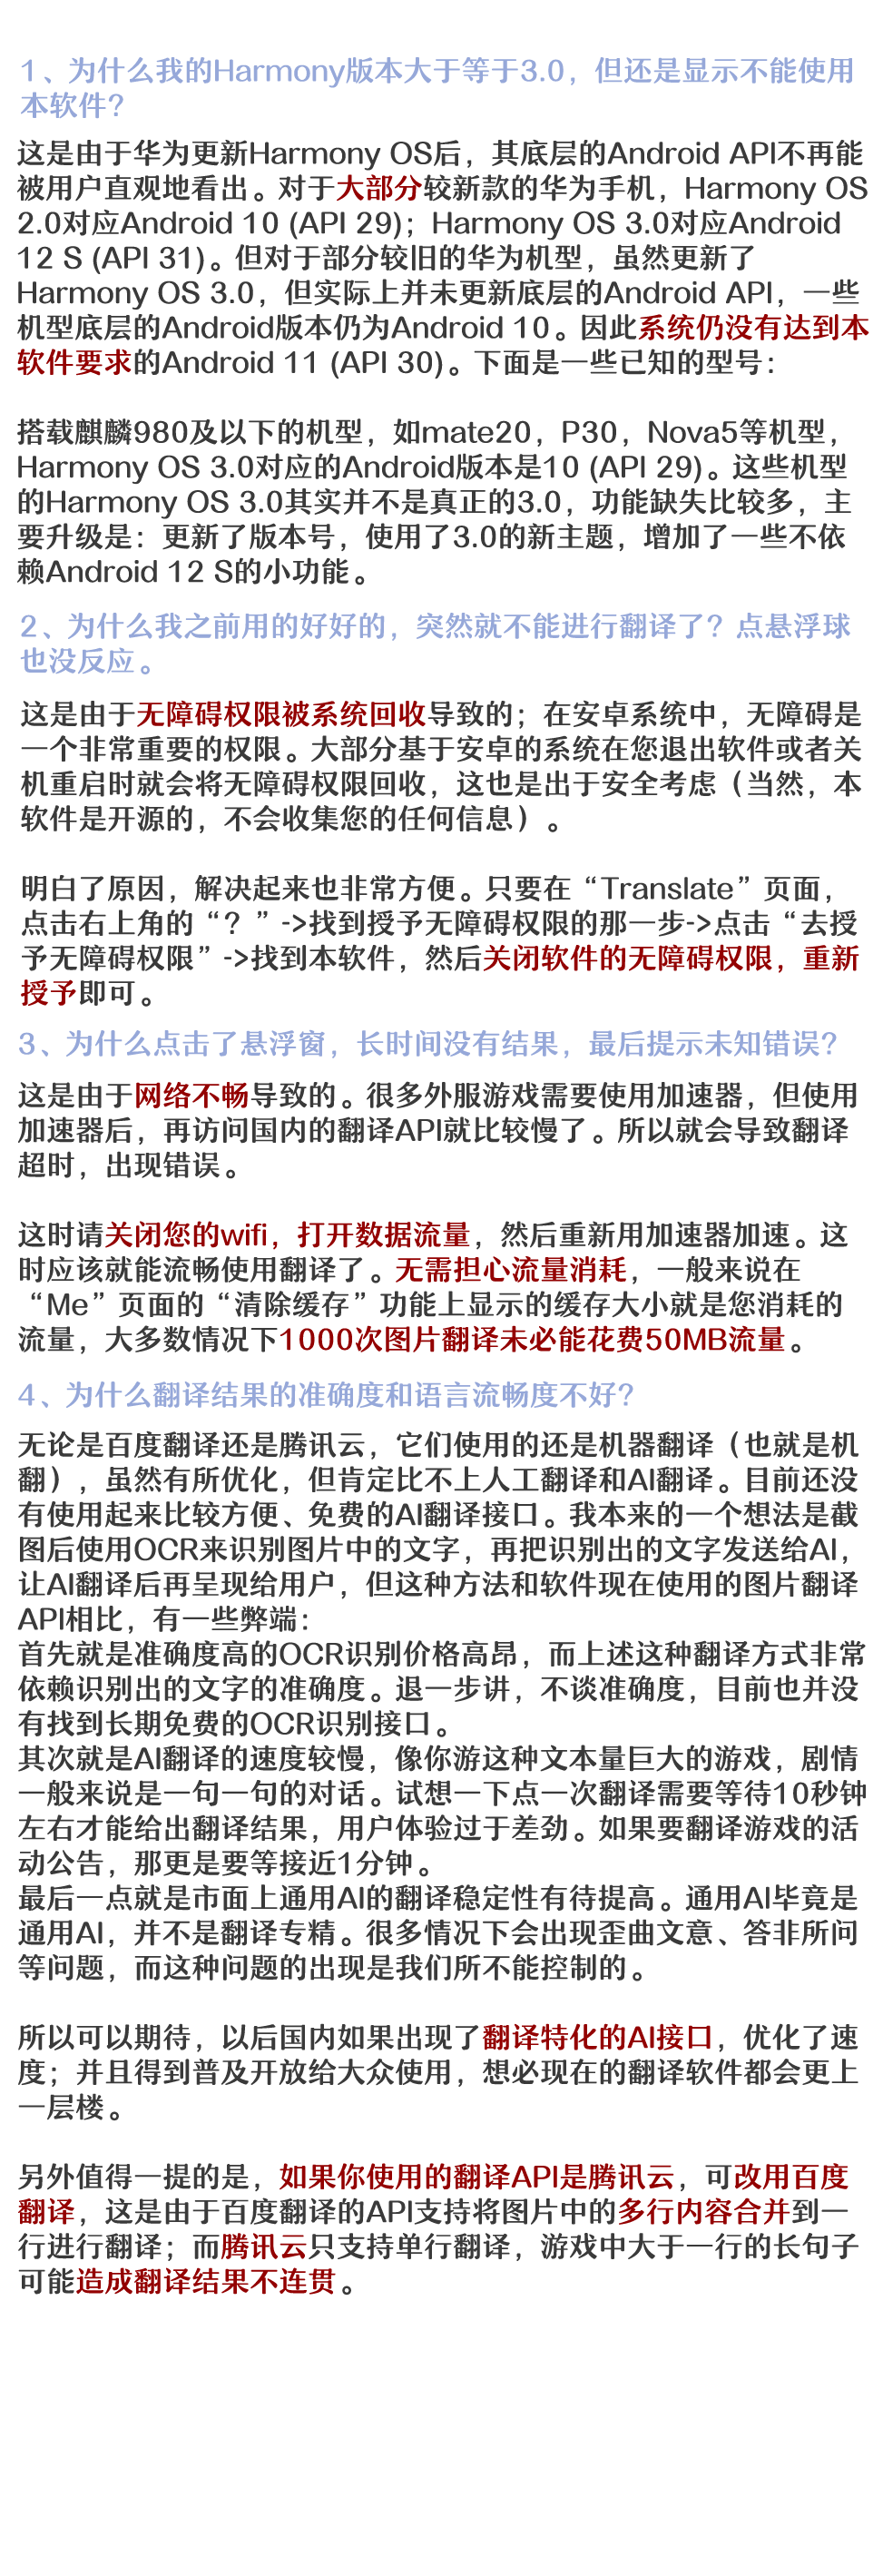 1、为什么我的Harmony版本大于等于3.0，但还是显示不能使用
本软件？
这是由于华为更新Harmony OS后，其底层的Android API不再能
被用户直观地看出。对于大部分较新款的华为手机，Harmony OS
2.0对应Android 10 (API 29)；Harmony OS 3.0对应Android
12 S (API 31)。但对于部分较旧的华为机型，虽然更新了
Harmony OS 3.0，但实际上并未更新底层的Android API，一些
机型底层的Android版本仍为Android 10。因此系统仍没有达到本
软件要求的Android 11 (API 30)。下面是一些已知的型号：
搭载麒麟980及以下的机型，如mate20，P30，Nova5等机型，
Harmony OS 3.0对应的Android版本是10 (API 29)。这些机型
的Harmony OS 3.0其实并不是真正的3.0，功能缺失比较多，主
要升级是：更新了版本号，使用了3.0的新主题，增加了一些不依
赖Android 12 S的小功能。
2、为什么我之前用的好好的，突然就不能进行翻译了？点悬浮球
也没反应。
这是由于无障碍权限被系统回收导致的；在安卓系统中，无障碍是
一个非常重要的权限。大部分基于安卓的系统在您退出软件或者关
机重启时就会将无障碍权限回收，这也是出于安全考虑（当然，本
软件是开源的，不会收集您的任何信息）。
明白了原因，解决起来也非常方便。只要在“Translate”页面，
点击右上角的“？”->找到授予无障碍权限的那一步->点击“去授
予无障碍权限”->找到本软件，然后关闭软件的无障碍权限，重新
授予即可。
3、为什么点击了悬浮窗，长时间没有结果，最后提示未知错误？
这是由于网络不畅导致的。很多外服游戏需要使用加速器，但使用
加速器后，再访问国内的翻译API就比较慢了。所以就会导致翻译
超时，出现错误。
这时请关闭您的wifi，打开数据流量，然后重新用加速器加速。这
时应该就能流畅使用翻译了。无需担心流量消耗，一般来说在
“Me”页面的“清除缓存”功能上显示的缓存大小就是您消耗的
流量，大多数情况下1000次图片翻译未必能花费50MB流量。
4、为什么翻译结果的准确度和语言流畅度不好？
无论是百度翻译还是腾讯云，它们使用的还是机器翻译（也就是机
翻），虽然有所优化，但肯定比不上人工翻译和AI翻译。目前还没
有使用起来比较方便、免费的AI翻译接口。我本来的一个想法是截
图后使用OCR来识别图片中的文字，再把识别出的文字发送给AI，
让AI翻译后再呈现给用户，但这种方法和软件现在使用的图片翻译
API相比，有一些弊端：
首先就是准确度高的OCR识别价格高昂，而上述这种翻译方式非常
依赖识别出的文字的准确度。退一步讲，不谈准确度，目前也并没
有找到长期免费的OCR识别接口。
其次就是AI翻译的速度较慢，像你游这种文本量巨大的游戏，剧情
一般来说是一句一句的对话。试想一下点一次翻译需要等待10秒钟
左右才能给出翻译结果，用户体验过于差劲。如果要翻译游戏的活
动公告，那更是要等接近1分钟。
最后一点就是市面上通用AI的翻译稳定性有待提高。通用AI毕竟是
通用AI，并不是翻译专精。很多情况下会出现歪曲文意、答非所问
等问题，而这种问题的出现是我们所不能控制的。
所以可以期待，以后国内如果出现了翻译特化的AI接口，优化了速
度；并且得到普及开放给大众使用，想必现在的翻译软件都会更上
一层楼。
另外值得一提的是，如果你使用的翻译API是腾讯云，可改用百度
翻译，这是由于百度翻译的API支持将图片中的多行内容合并到一
行进行翻译；而腾讯云只支持单行翻译，游戏中大于一行的长句子
可能造成翻译结果不连贯。